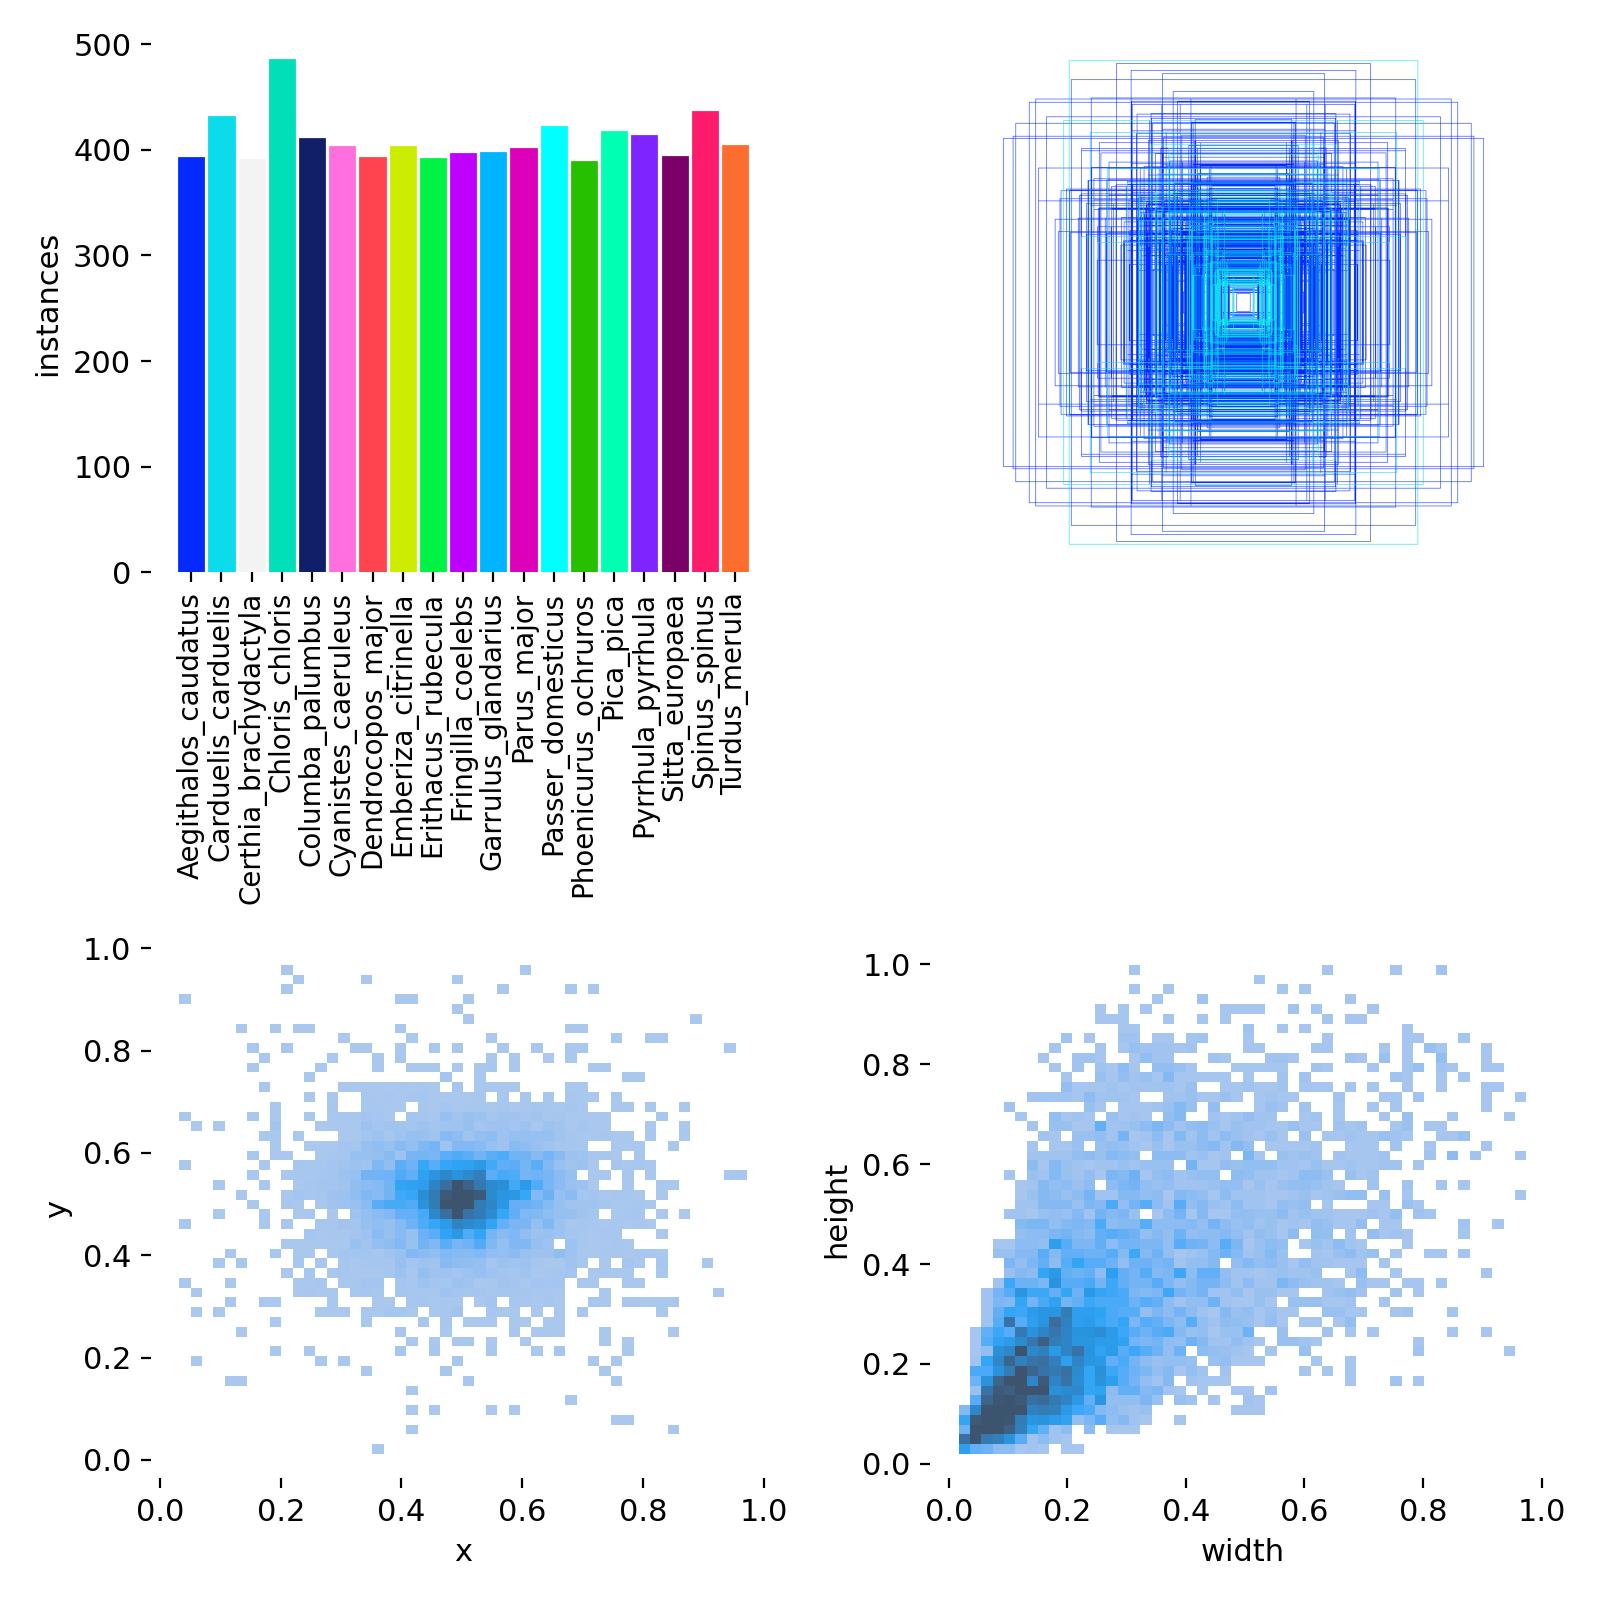 500
400
300
200
100
0
instances
Aegithalos_caudatus
Carduelis_carduelis
Certhia_brachydactyla
Chloris_chloris
Columba_palumbus
Cyanistes_caeruleus
Dendrocopos_major
Emberiza_citrinella
Erithacus_rubecula
Fringilla_coelebs
Garrulus_glandarius
Parus_major
Passer_domesticus
Phoenicurus_ochruros
Pica_pica
Pyrrhula_pyrrhula
Sitta_europaea
Spinus_spinus
Turdus_merula
1.0
0.8
0.6
0.4
0.2
0.0
y
0.0 0.2 0.4 0.6 0.8 1.0
x
1.0
0.8
0.6
0.4
0.2
0.0
height
0.0 0.2 0.4 0.6 0.8 1.0
width